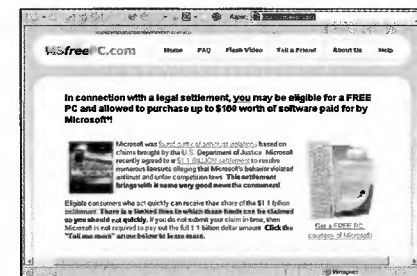 MSfreePC.com
Home FAQ Flash Video Tell a Friend About Us Help
In connection with a legal settlement, you may be eligible for a FREE
PC and allowed to purchase up to $100 worth of software paid for by
Microsoft*!
Microsoft was found guilty of antitrust violations based on
claims brought by the U.S. Department of Justice. Microsoft
recently agreed to a $1.1 BILLION settlement to resolve
numerous lawsuits alleging that Microsoft's behavior violated
antitrust and unfair competition laws. This settlement
brings with it some very good news the consumers!
Eligible consumers who act quickly can receive their share of the $1.1 billion
settlement. There is a limited time in which these funds can be claimed
so you should act quickly. If you do not submit your claim in time, then
Microsoft is not required to pay out the full 1.1 billion dollar amount. Click the
"Tell me more" arrow below to learn more.
Get a FREE PC,
courtesy of Microsoft